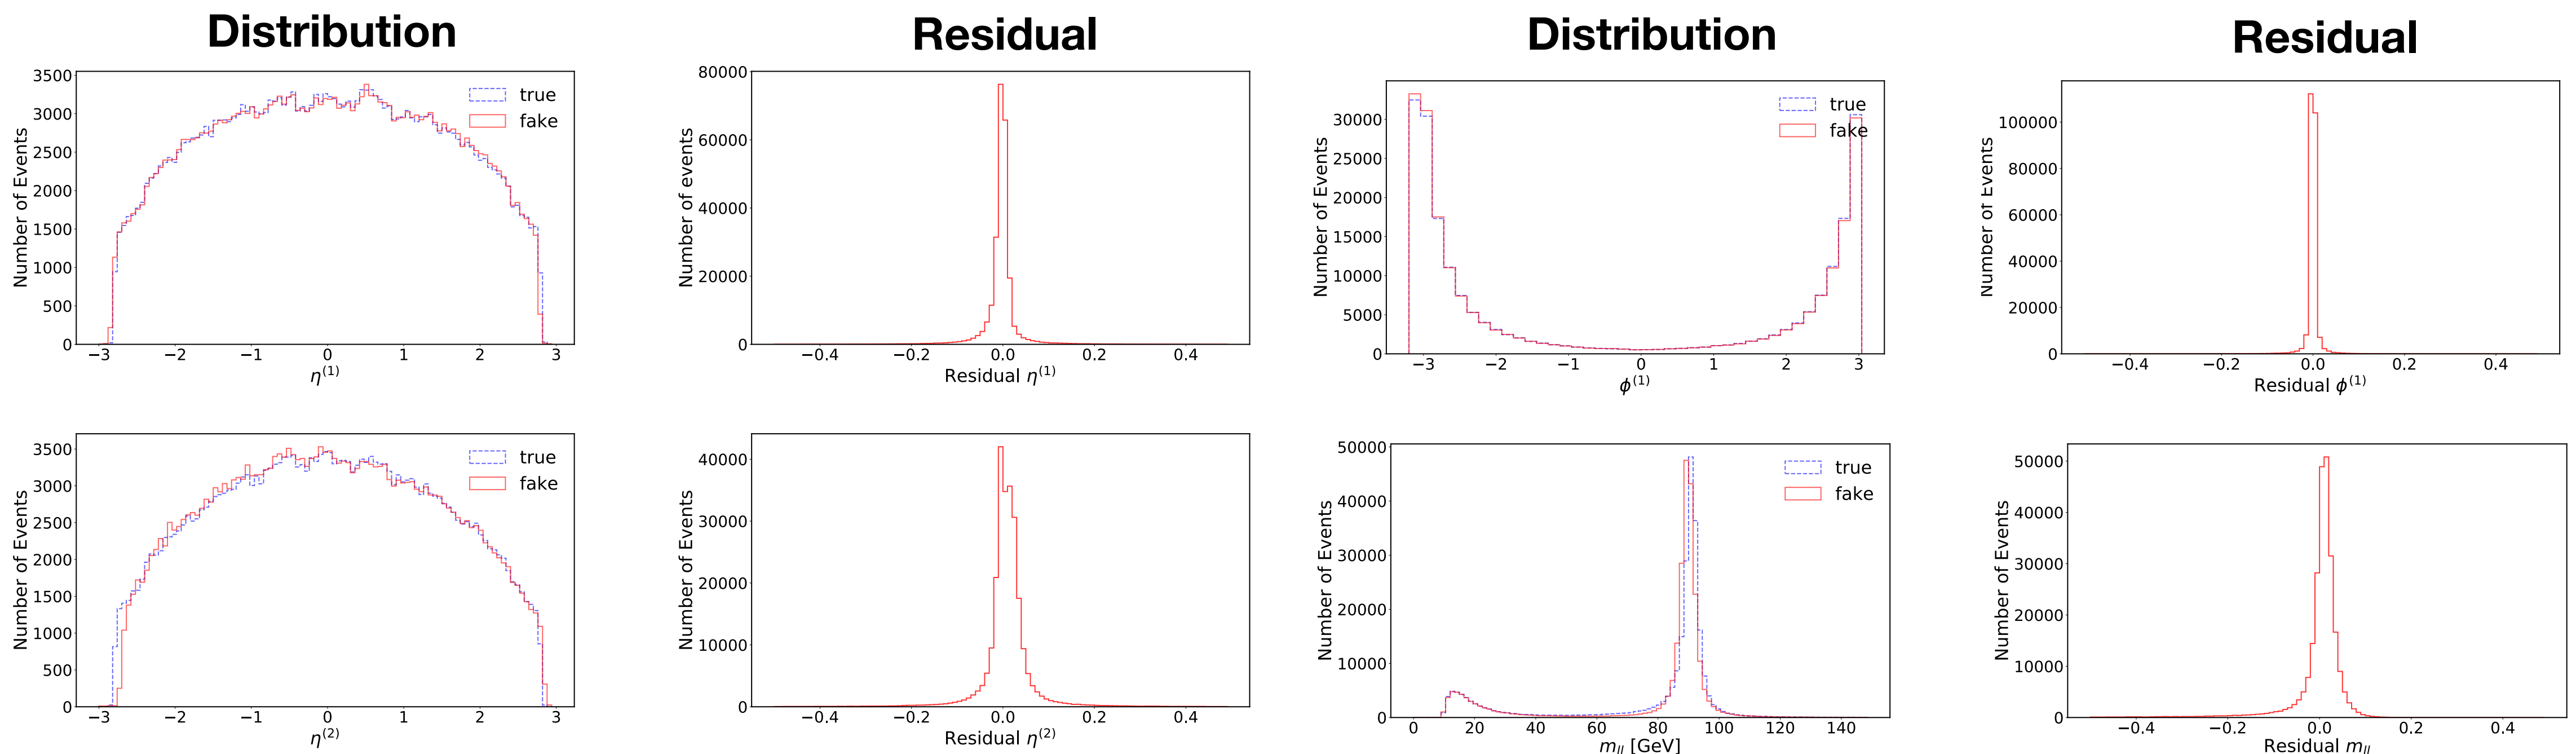 Distribution
Residual
Distribution
Residual
3500
3000
2500
2000
1500
1000
500
0
Number of Events
true
fake
−3 −2 −1 0 1 2 3
η(1)
80000
60000
40000
20000
0
Number of events
−0.4 −0.2 0.0 0.2 0.4
Residual η(1)
30000
25000
20000
15000
10000
5000
0
Number of Events
true
fake
−3 −2 −1 0 1 2 3
ϕ(1)
100000
80000
60000
40000
20000
0
Number of Events
−0.4 −0.2 0.0 0.2 0.4
Residual ϕ(1)
3500
3000
2500
2000
1500
1000
500
0
Number of Events
true
fake
−3 −2 −1 0 1 2 3
η(2)
40000
30000
20000
10000
0
Number of Events
−0.4 −0.2 0.0 0.2 0.4
Residual η(2)
50000
40000
30000
20000
10000
0
Number of Events
true
fake
0 20 40 60 80 100 120 140
mll [GeV]
50000
40000
30000
20000
10000
0
Number of Events
−0.4 −0.2 0.0 0.2 0.4
Residual mll